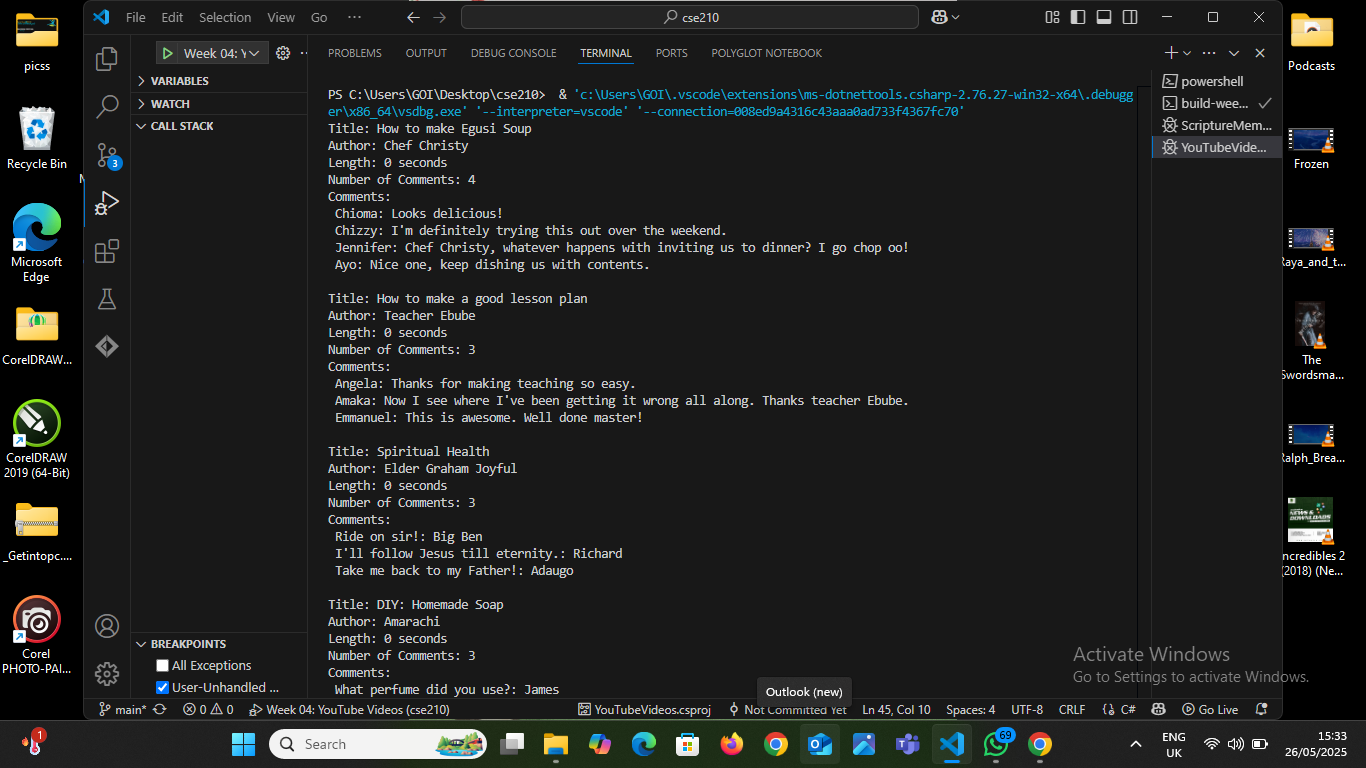 File Edit Selection View Go ··· cse210
picss
Recycle Bin
Microsoft
Edge
CorelDRAW...
CorelDRAW
2019 (64-Bit)
_Getintopc....
Corel
PHOTO-PAI...
Week 04: Y
VARIABLES
WATCH
CALL STACK
3
BREAKPOINTS
All Exceptions
User-Unhandled ...
PROBLEMS OUTPUT DEBUG CONSOLE TERMINAL PORTS POLYGLOT NOTEBOOK
PS C:\Users\GOI\Desktop\cse210> & 'c:\Users\GOI\.vscode\extensions\ms-dotnettools.csharp-2.76.27-win32-x64\.debugg
er\x86_64\vsdbg.exe' '--interpreter=vscode' '--connection=008ed9a4316c43aaa0ad733f4367fc70'
Title: How to make Egusi Soup
Author: Chef Christy
Length: 0 seconds
Number of Comments: 4
Comments:
Chioma: Looks delicious!
Chizzy: I'm definitely trying this out over the weekend.
Jennifer: Chef Christy, whatever happens with inviting us to dinner? I go chop oo!
Ayo: Nice one, keep dishing us with contents.
Title: How to make a good lesson plan
Author: Teacher Ebube
Length: 0 seconds
Number of Comments: 3
Comments:
Angela: Thanks for making teaching so easy.
Amaka: Now I see where I've been getting it wrong all along. Thanks teacher Ebube.
Emmanuel: This is awesome. Well done master!
Title: Spiritual Health
Author: Elder Graham Joyful
Length: 0 seconds
Number of Comments: 3
Comments:
Ride on sir!: Big Ben
I'll follow Jesus till eternity.: Richard
Take me back to my Father!: Adaugo
Title: DIY: Homemade Soap
Author: Amarachi
Length: 0 seconds
Number of Comments: 3
Comments:
What perfume did you use?: James
powershell
build-wee...
ScriptureMem...
YouTubeVide...
Podcasts
Frozen
Raya_and_t...
The
Swordsma...
Ralph_Brea...
NEWS &
DOWNLOADS
Incredibles 2
(2018) (Ne...
Activate Windows
Go to Settings to activate Windows.
Outlook (new)
main* 0 0 Week 04: YouTube Videos (cse210) YouTubeVideos.csproj Not Committed Yet Ln 45, Col 10 Spaces: 4 UTF-8 CRLF {} C# Go Live
1 Search 69 ENG
UK
15:33
26/05/2025